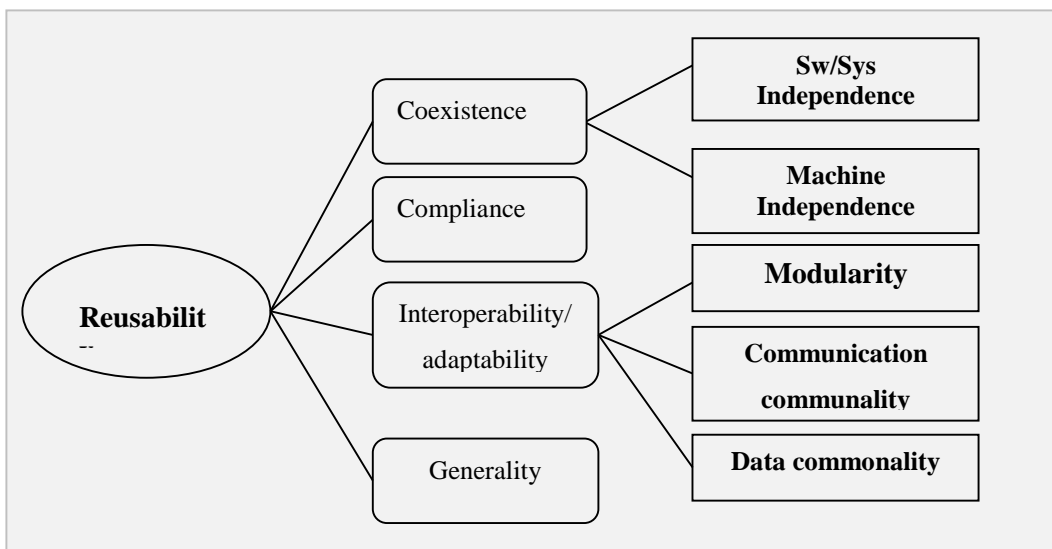 Reusabilit
Coexistence
Compliance
Interoperability/
adaptability
Generality
Sw/Sys
Independence
Machine
Independence
Modularity
Communication
communality
Data commonality